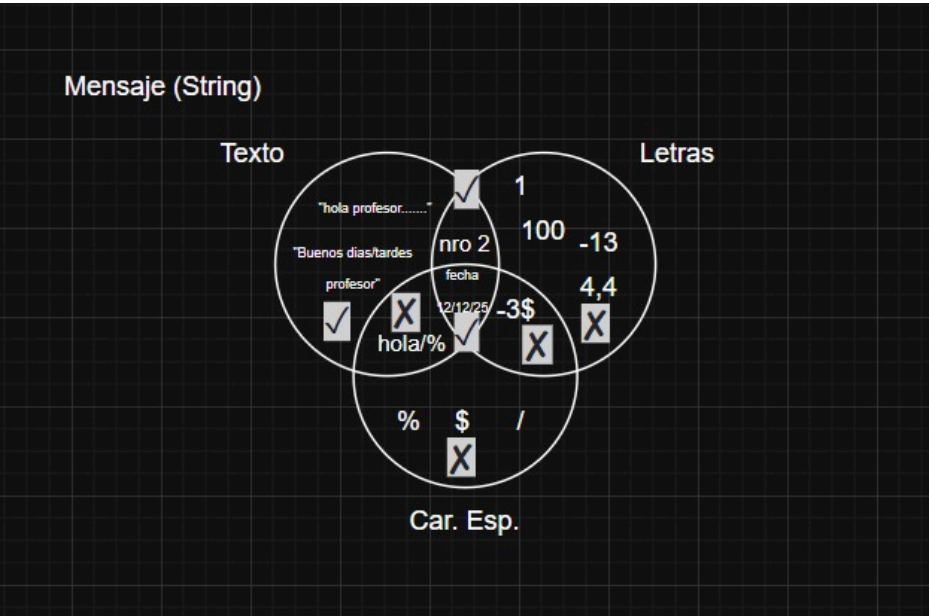 Mensaje (String)
Texto
Letras
1
"hola profesor......."
100
-13
nro 2
"Buenos dias/tardes
profesor"
fecha
12/12/25
4,4
-3$
hola/%
% $ /
Car. Esp.